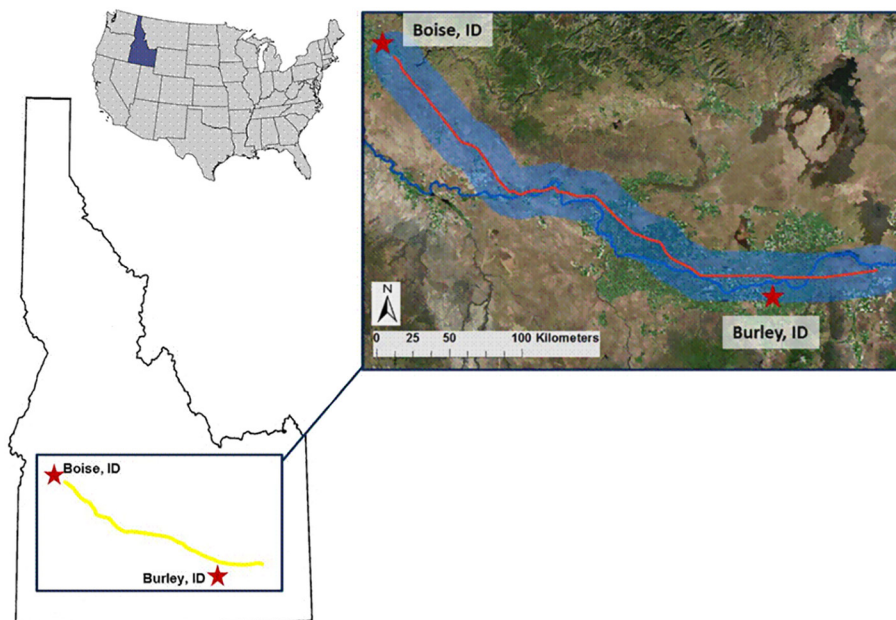 Boise, ID
N
0 25 50 100 Kilometers
Burley, ID
Boise, ID
Burley, ID